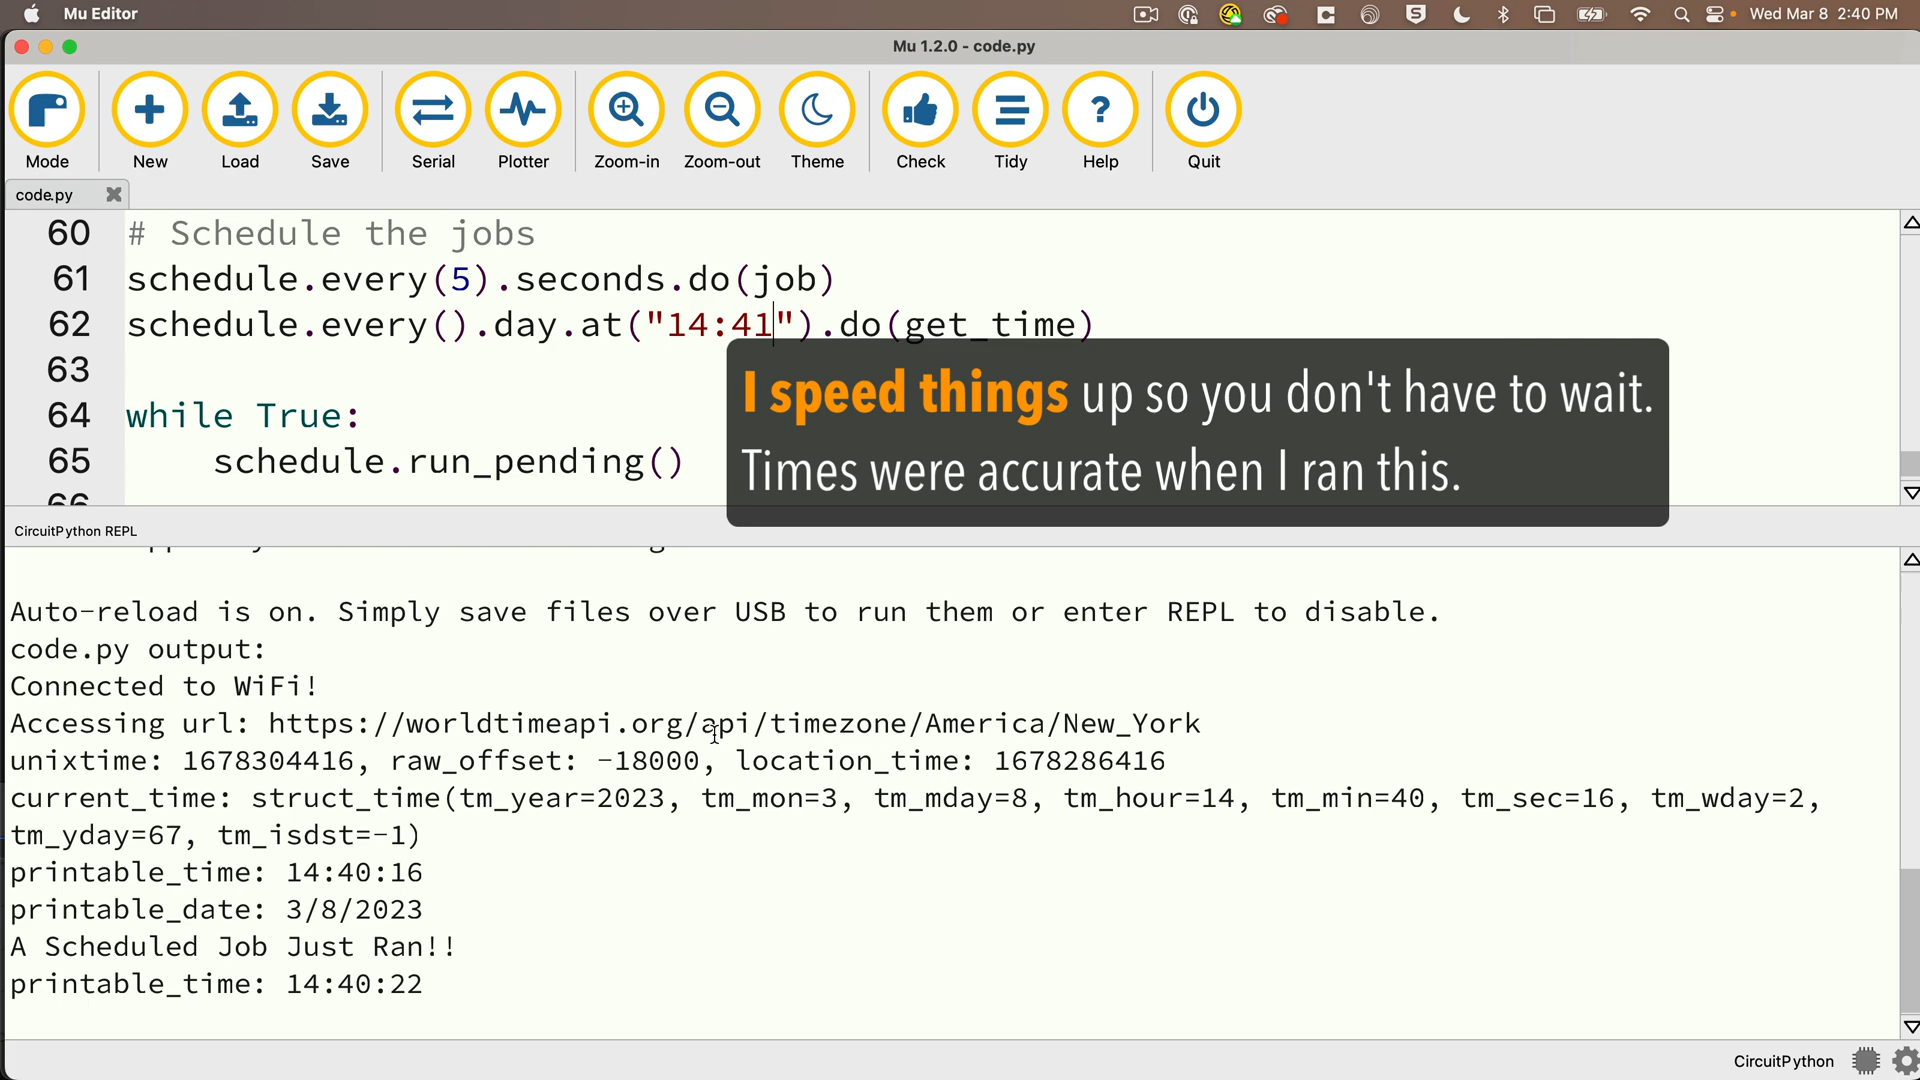 Mu Editor
Wed Mar 8 2:40 PM
Mu 1.2.0 - code.py
Mode New Load Save Serial Plotter Zoom-in Zoom-out Theme Check Tidy Help Quit
code.py
60 # Schedule the jobs
61 schedule.every(5).seconds.do(job)
62 schedule.every().day.at("14:41").do(get_time)
63
64 while True:
65 schedule.run_pending()
I speed things up so you don't have to wait.
Times were accurate when I ran this.
CircuitPython REPL
Auto-reload is on. Simply save files over USB to run them or enter REPL to disable.
code.py output:
Connected to WiFi!
Accessing url: https://worldtimeapi.org/api/timezone/America/New_York
unixtime: 1678304416, raw_offset: -18000, location_time: 1678286416
current_time: struct_time(tm_year=2023, tm_mon=3, tm_mday=8, tm_hour=14, tm_min=40, tm_sec=16, tm_wday=2,
tm_yday=67, tm_isdst=-1)
printable_time: 14:40:16
printable_date: 3/8/2023
A Scheduled Job Just Ran!!
printable_time: 14:40:22
CircuitPython